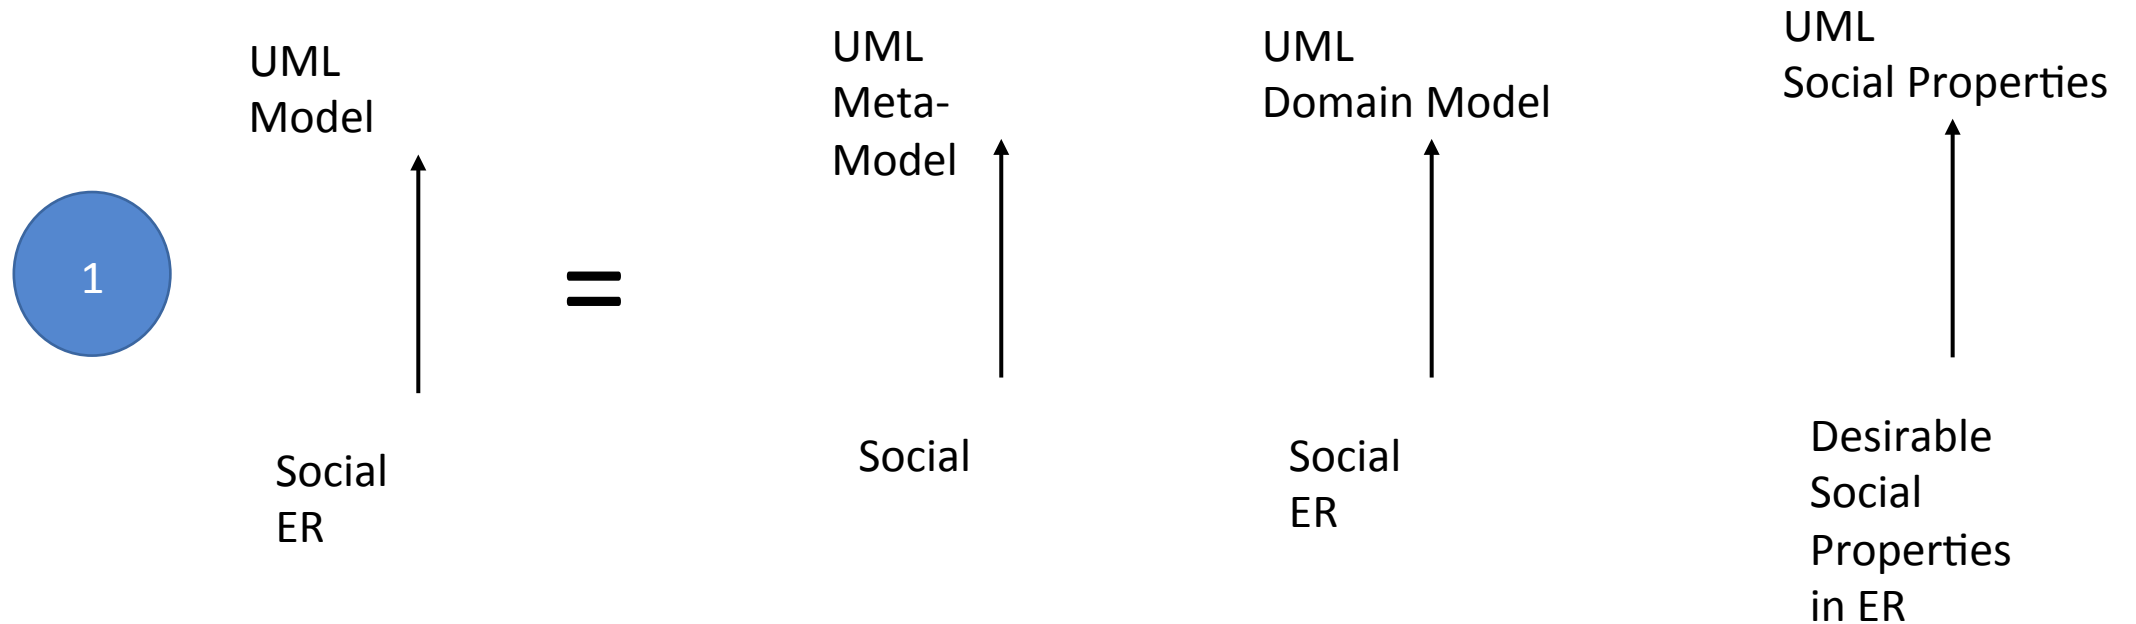 1
UML
Model
Social
ER
=
UML
Meta-
Model
Social
UML
Domain Model
Social
ER
UML
Social Properties
Desirable
Social
Properties
in ER